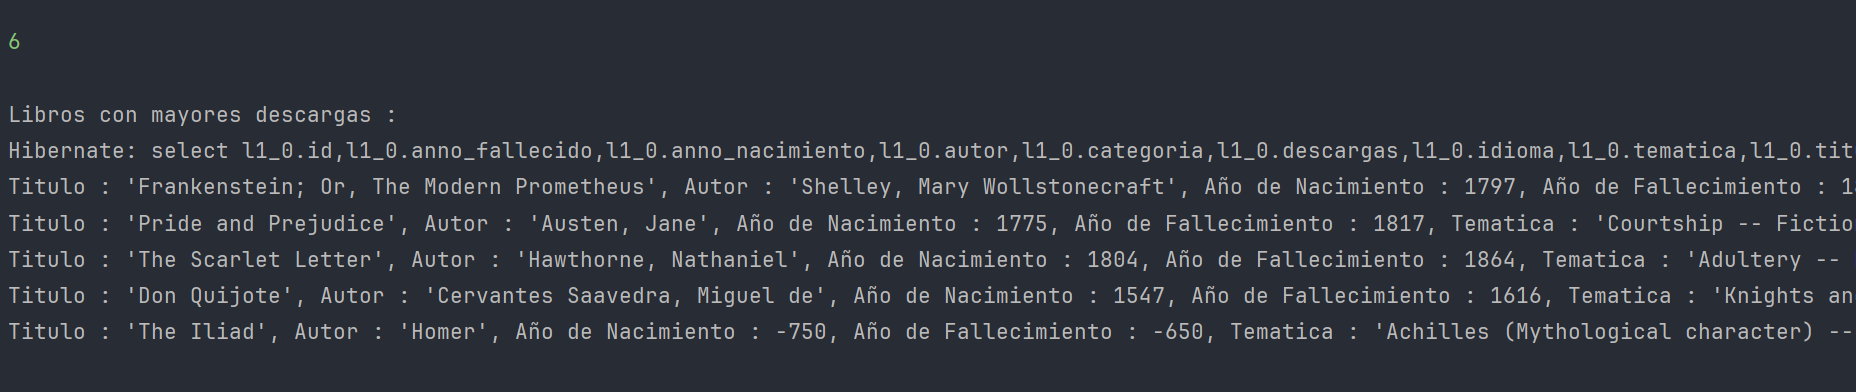 6
Libros con mayores descargas :
Hibernate: select l1_0.id,l1_0.anno_fallecido,l1_0.anno_nacimiento,l1_0.autor,l1_0.categoria,l1_0.descargas,l1_0.idioma,l1_0.tematica,l1_0.tit
Titulo : 'Frankenstein; Or, The Modern Prometheus', Autor : 'Shelley, Mary Wollstonecraft', Año de Nacimiento : 1797, Año de Fallecimiento :
Titulo : 'Pride and Prejudice', Autor : 'Austen, Jane', Año de Nacimiento : 1775, Año de Fallecimiento : 1817, Tematica : 'Courtship -- Fictio
Titulo : 'The Scarlet Letter', Autor : 'Hawthorne, Nathaniel', Año de Nacimiento : 1804, Año de Fallecimiento : 1864, Tematica : 'Adultery --
Titulo : 'Don Quijote', Autor : 'Cervantes Saavedra, Miguel de', Año de Nacimiento : 1547, Año de Fallecimiento : 1616, Tematica : 'Knights an
Titulo : 'The Iliad', Autor : 'Homer', Año de Nacimiento : -750, Año de Fallecimiento : -650, Tematica : 'Achilles (Mythological character) --